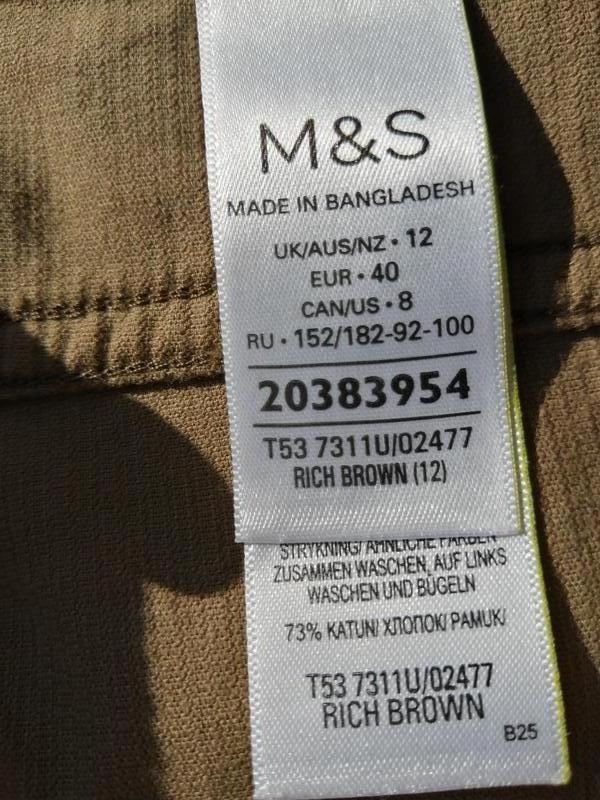 M&S
MADE IN BANGLADESH
UK/AUS/NZ • 12
EUR • 40
CAN/US • 8
RU • 152/182-92-100
20383954
T53 7311U/02477
RICH BROWN (12)
STRYKNING/ ÄHNLICHE FARBEN
ZUSAMMEN WASCHEN, AUF LINKS
WASCHEN UND BÜGELN
73% KATUN/ ХЛОПОК/ PAMUK/
T53 7311U/02477
RICH BROWN
B25